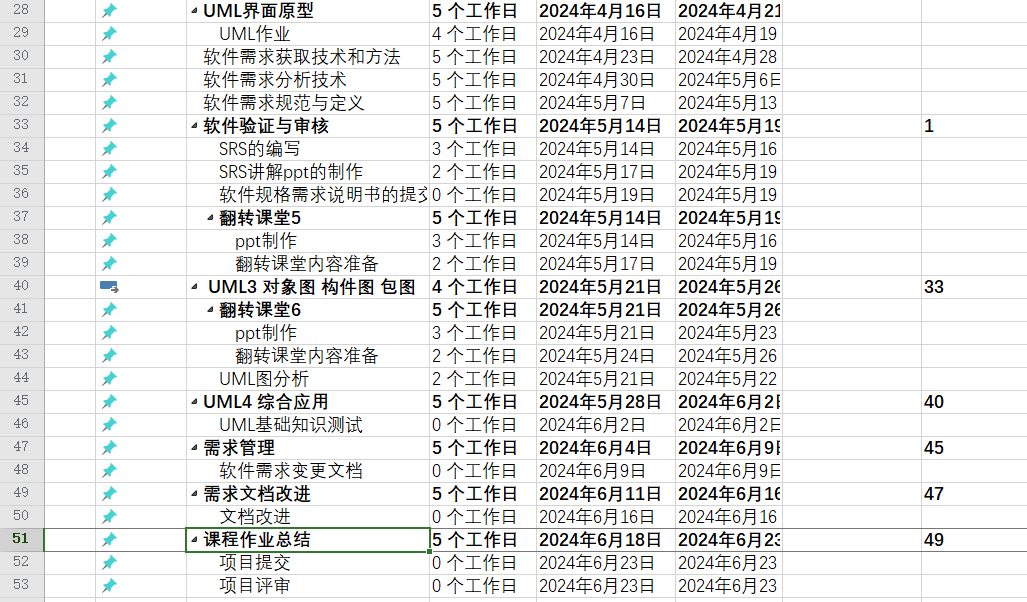 28 UML界面原型 5 个工作日 2024年4月16日 2024年4月21
29 UML作业 4 个工作日 2024年4月16日 2024年4月19
30 软件需求获取技术和方法 5 个工作日 2024年4月23日 2024年4月28
31 软件需求分析技术 5 个工作日 2024年4月30日 2024年5月6日
32 软件需求规范与定义 5 个工作日 2024年5月7日 2024年5月13
33 软件验证与审核 5 个工作日 2024年5月14日 2024年5月19 1
34 SRS的编写 3 个工作日 2024年5月14日 2024年5月16
35 SRS讲解ppt的制作 2 个工作日 2024年5月17日 2024年5月19
36 软件规格需求说明书的提交 0 个工作日 2024年5月19日 2024年5月19
37 翻转课堂5 5 个工作日 2024年5月14日 2024年5月19
38 ppt制作 3 个工作日 2024年5月14日 2024年5月16
39 翻转课堂内容准备 2 个工作日 2024年5月17日 2024年5月19
40 UML3 对象图 构件图 包图 4 个工作日 2024年5月21日 2024年5月26 33
41 翻转课堂6 5 个工作日 2024年5月21日 2024年5月26
42 ppt制作 3 个工作日 2024年5月21日 2024年5月23
43 翻转课堂内容准备 2 个工作日 2024年5月24日 2024年5月26
44 UML图分析 2 个工作日 2024年5月21日 2024年5月22
45 UML4 综合应用 5 个工作日 2024年5月28日 2024年6月2日 40
46 UML基础知识测试 0 个工作日 2024年6月2日 2024年6月2日
47 需求管理 5 个工作日 2024年6月4日 2024年6月9日 45
48 软件需求变更文档 0 个工作日 2024年6月9日 2024年6月9日
49 需求文档改进 5 个工作日 2024年6月11日 2024年6月16 47
50 文档改进 0 个工作日 2024年6月16日 2024年6月16
51 课程作业总结 5 个工作日 2024年6月18日 2024年6月23 49
52 项目提交 0 个工作日 2024年6月23日 2024年6月23
53 项目评审 0 个工作日 2024年6月23日 2024年6月23